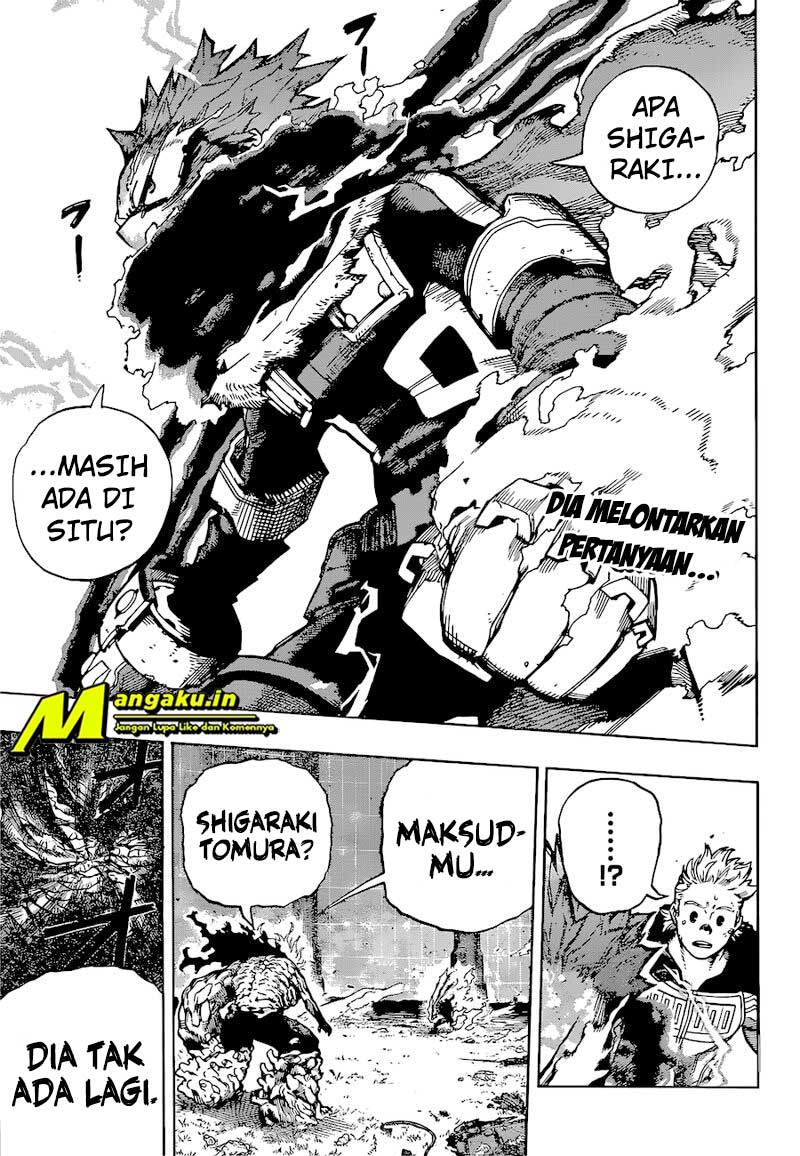 APA
SHIGA-
RAKI...
...MASIH
ADA DI
SITU?
DIA MELONTARKAN
PERTANYAAN...
Mangaku.in
Jangan Lupa Like dan Komennya
......
!?
MAKSUD-
MU...
SHIGARAKI
TOMURA?
DIA TAK
ADA LAGI.